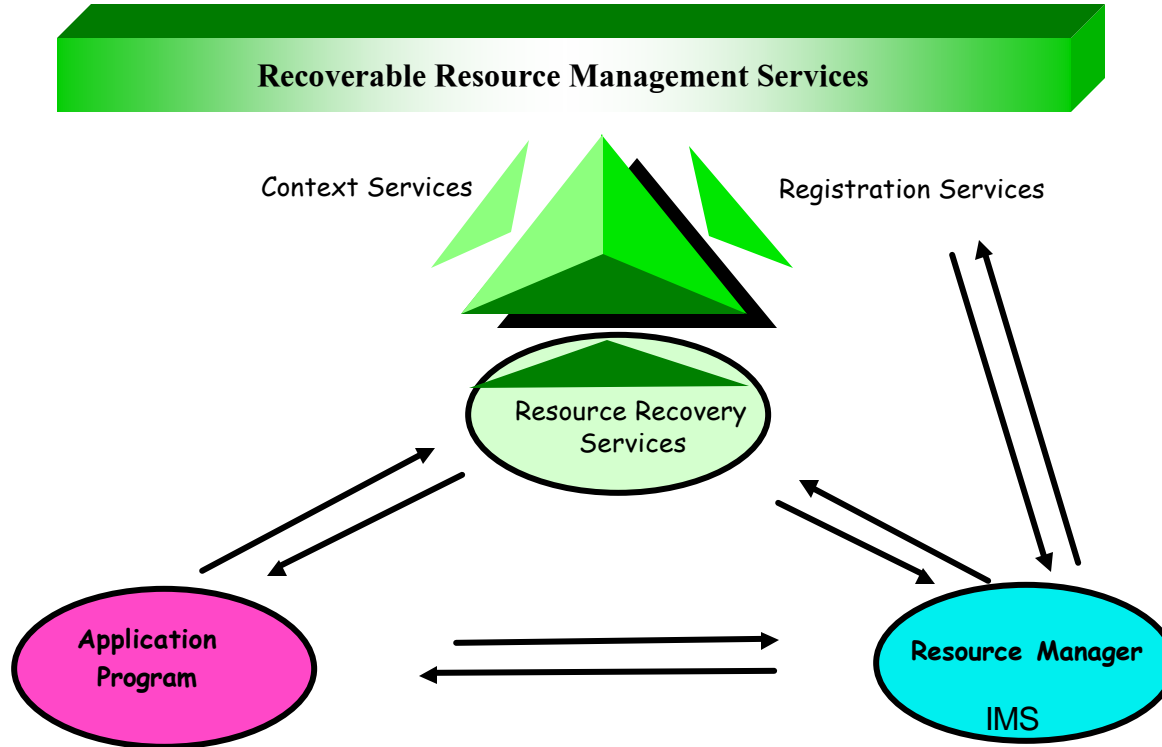 Recoverable Resource Management Services
Context Services
Registration Services
Resource Recovery
Services
Application
Program
Resource Manager
IMS